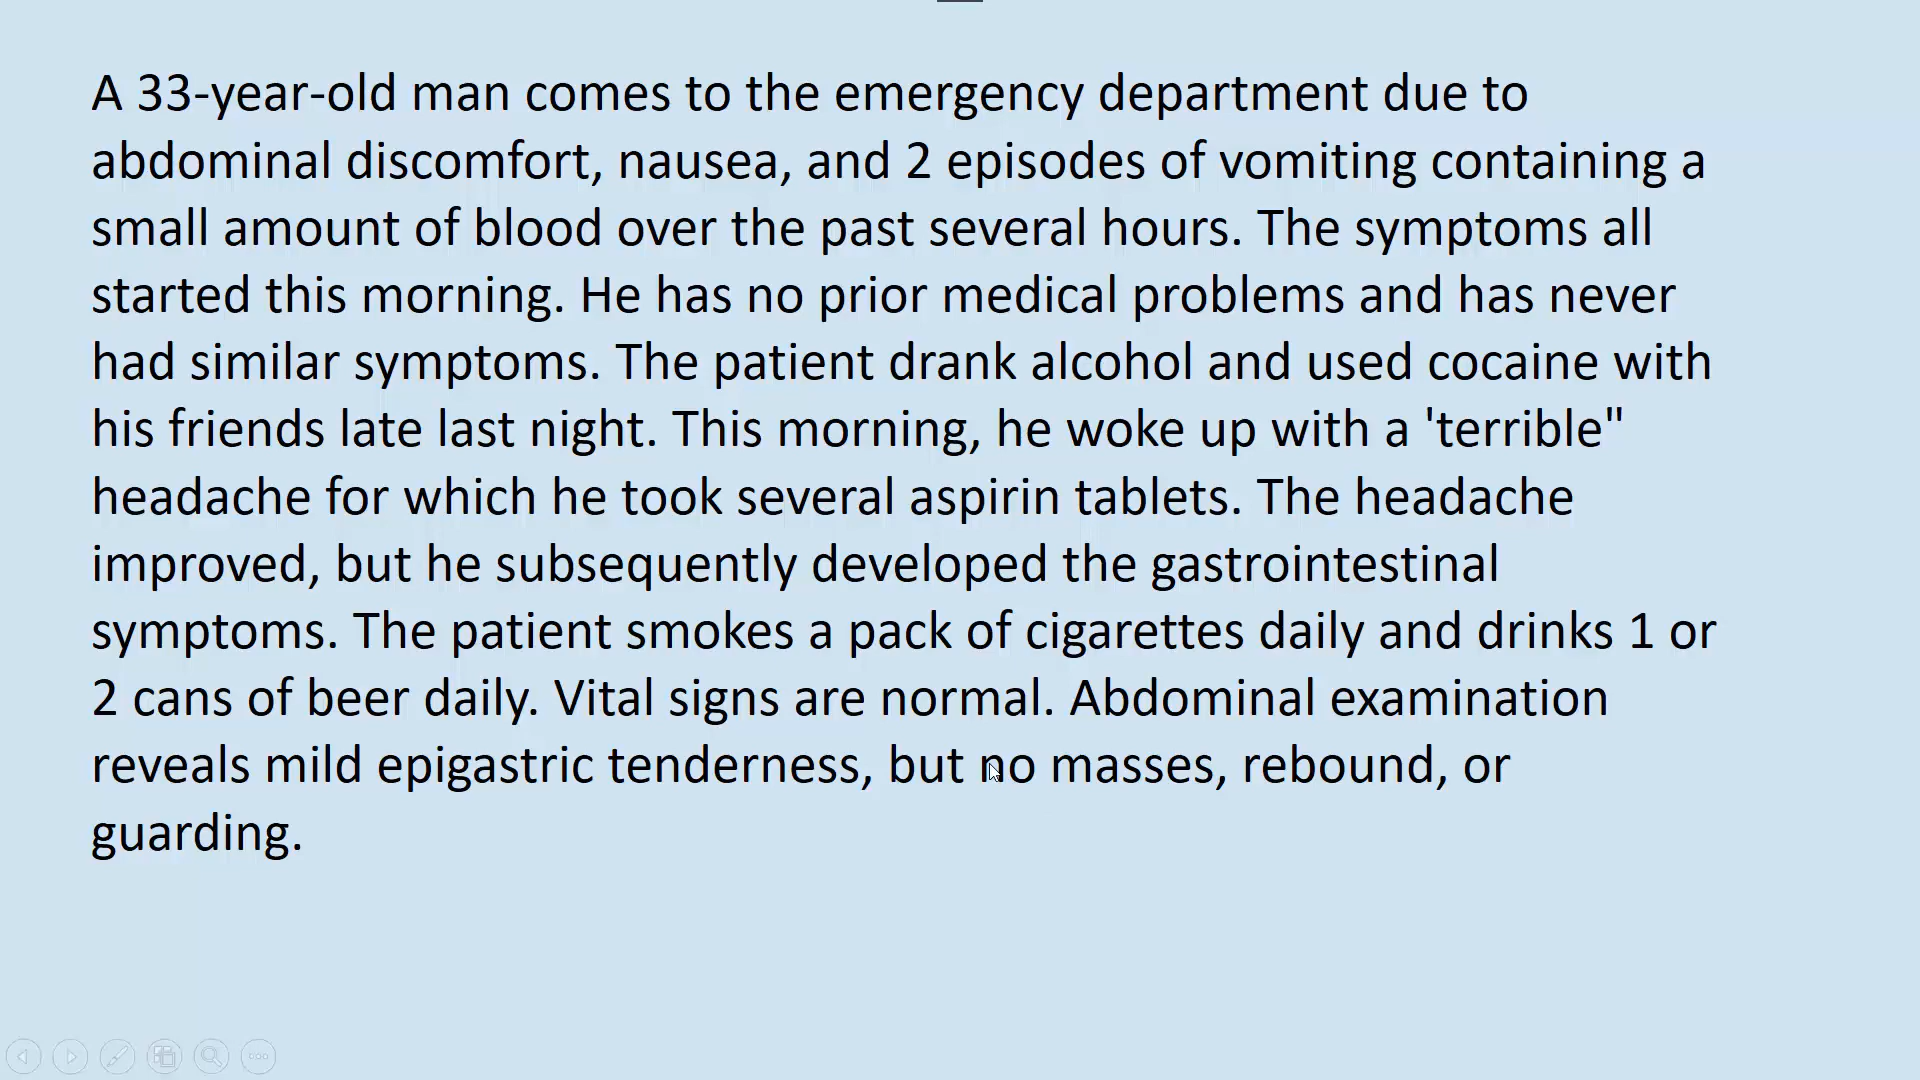 A 33-year-old man comes to the emergency department due to
abdominal discomfort, nausea, and 2 episodes of vomiting containing a
small amount of blood over the past several hours. The symptoms all
started this morning. He has no prior medical problems and has never
had similar symptoms. The patient drank alcohol and used cocaine with
his friends late last night. This morning, he woke up with a 'terrible"
headache for which he took several aspirin tablets. The headache
improved, but he subsequently developed the gastrointestinal
symptoms. The patient smokes a pack of cigarettes daily and drinks 1 or
2 cans of beer daily. Vital signs are normal. Abdominal examination
reveals mild epigastric tenderness, but no masses, rebound, or
guarding.